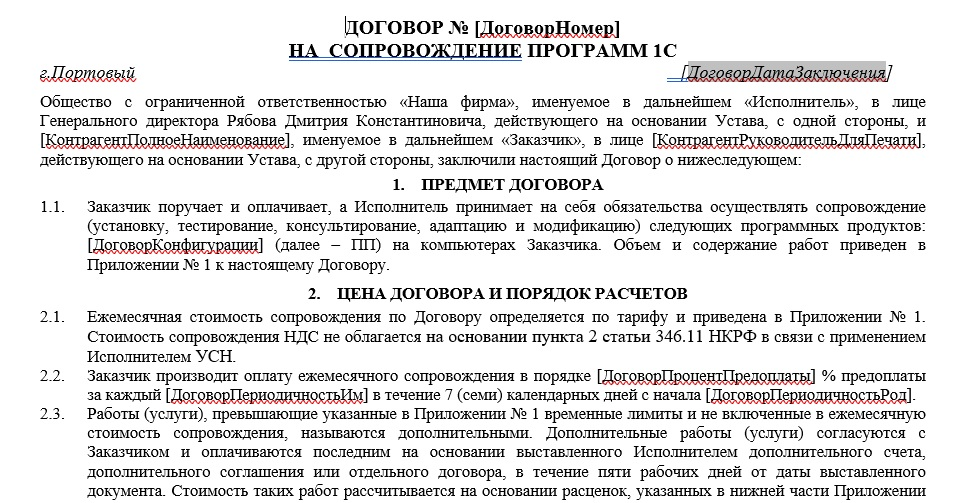 ДОГОВОР № [ДоговорНомер]
НА СОПРОВОЖДЕНИЕ ПРОГРАММ 1С
г.Портовый [ДоговорДатаЗаключения]
Общество с ограниченной ответственностью «Наша фирма», именуемое в дальнейшем «Исполнитель», в лице
Генерального директора Рябова Дмитрия Константиновича, действующего на основании Устава, с одной стороны, и
[КонтрагентПолноеНаименование], именуемое в дальнейшем «Заказчик», в лице [КонтрагентРуководительДляПечати],
действующего на основании Устава, с другой стороны, заключили настоящий Договор о нижеследующем:
1. ПРЕДМЕТ ДОГОВОРА
1.1. Заказчик поручает и оплачивает, а Исполнитель принимает на себя обязательства осуществлять сопровождение
(установку, тестирование, консультирование, адаптацию и модификацию) следующих программных продуктов:
[ДоговорКонфигурации] (далее – ПП) на компьютерах Заказчика. Объем и содержание работ приведен в
Приложении № 1 к настоящему Договору.
2. ЦЕНА ДОГОВОРА И ПОРЯДОК РАСЧЕТОВ
2.1. Ежемесячная стоимость сопровождения по Договору определяется по тарифу и приведена в Приложении № 1.
Стоимость сопровождения НДС не облагается на основании пункта 2 статьи 346.11 НКРФ в связи с применением
Исполнителем УСН.
2.2. Заказчик производит оплату ежемесячного сопровождения в порядке [ДоговорПроцентПредоплаты] % предоплаты
за каждый [ДоговорПериодичностьИм] в течение 7 (семи) календарных дней с начала [ДоговорПериодичностьРод].
2.3. Работы (услуги), превышающие указанные в Приложении № 1 временные лимиты и не включенные в ежемесячную
стоимость сопровождения, называются дополнительными. Дополнительные работы (услуги) согласуются с
Заказчиком и оплачиваются последним на основании выставленного Исполнителем дополнительного счета,
дополнительного соглашения или отдельного договора, в течение пяти рабочих дней от даты выставленного
документа. Стоимость таких работ рассчитывается на основании расценок, указанных в нижней части Приложении